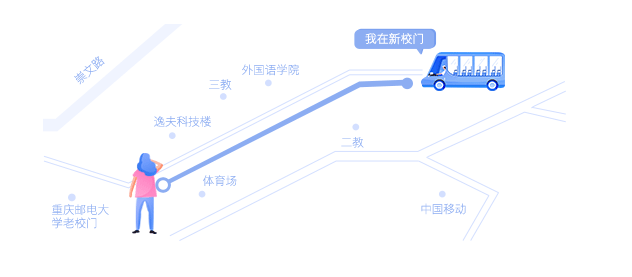 我在新校门
崇文路
外国语学院
三教
逸夫科技楼
二教
体育场
重庆邮电大
学老校门
中国移动